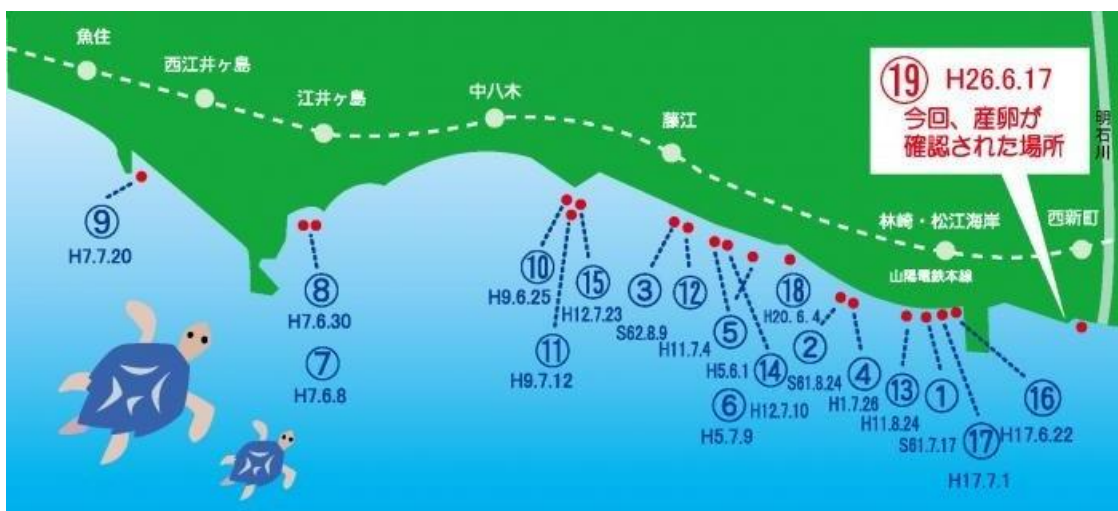 魚住
西江井ヶ島
江井ヶ島
中八木
藤江
林崎・松江海岸
西新町
山陽電鉄本線
明石川
⑲ H26.6.17
今回、産卵が
確認された場所
⑨
H7.7.20
⑧
H7.6.30
⑦
H7.6.8
⑩
H9.6.25
⑮
H12.7.23
⑪
H9.7.12
③
S62.8.9
⑫
H11.7.4
⑤
H5.6.1
⑥
H5.7.9
⑭
H12.7.10
⑱
H20.6.4
②
S61.8.24
④
H1.7.26
⑬
H11.8.24
①
S61.7.17
⑰
H17.7.1
⑯
H17.6.22